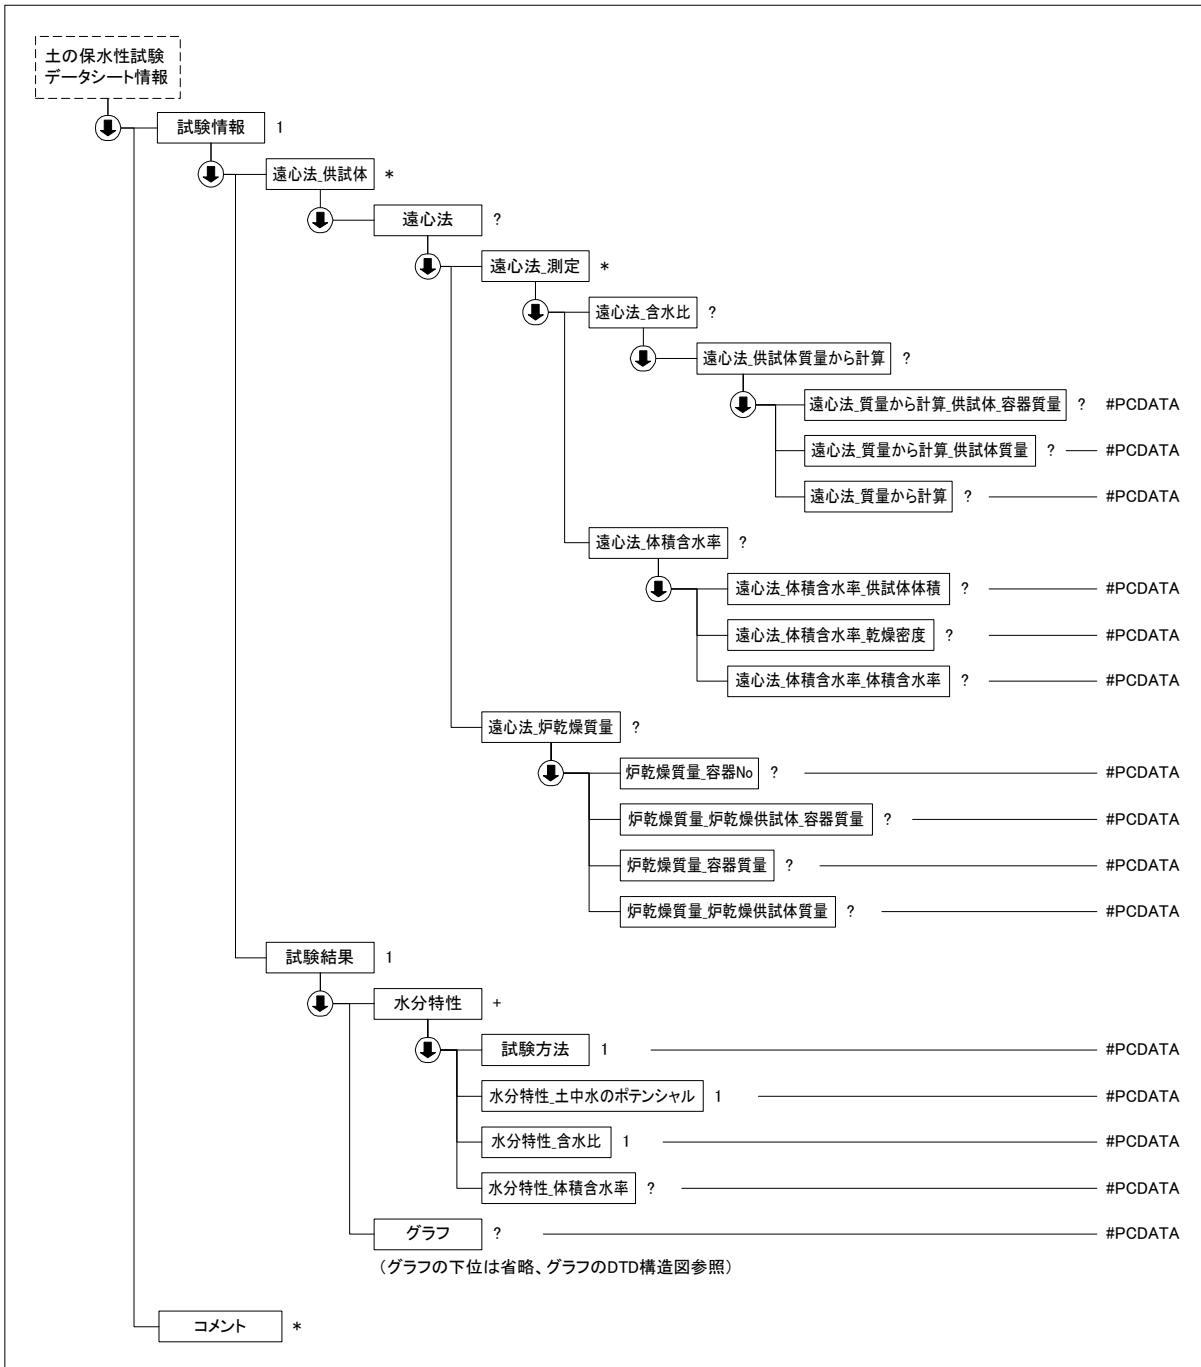 土の保水性試験
データシート情報
試験情報 1
遠心法_供試体 *
遠心法 ?
遠心法_測定 *
遠心法_含水比 ?
遠心法_供試体質量から計算 ?
遠心法_質量から計算_供試体_容器質量 ? #PCDATA
遠心法_質量から計算_供試体質量 ? #PCDATA
遠心法_質量から計算 ? #PCDATA
遠心法_体積含水率 ?
遠心法_体積含水率_供試体体積 ? #PCDATA
遠心法_体積含水率_乾燥密度 ? #PCDATA
遠心法_体積含水率_体積含水率 ? #PCDATA
遠心法_炉乾燥質量 ?
炉乾燥質量_容器No ? #PCDATA
炉乾燥質量_炉乾燥供試体_容器質量 ? #PCDATA
炉乾燥質量_容器質量 ? #PCDATA
炉乾燥質量_炉乾燥供試体質量 ? #PCDATA
試験結果 1
水分特性 +
試験方法 1 #PCDATA
水分特性_土中水のポテンシャル 1 #PCDATA
水分特性_含水比 1 #PCDATA
水分特性_体積含水率 ? #PCDATA
グラフ ? #PCDATA
（グラフの下位は省略、グラフのDTD構造図参照）
コメント *